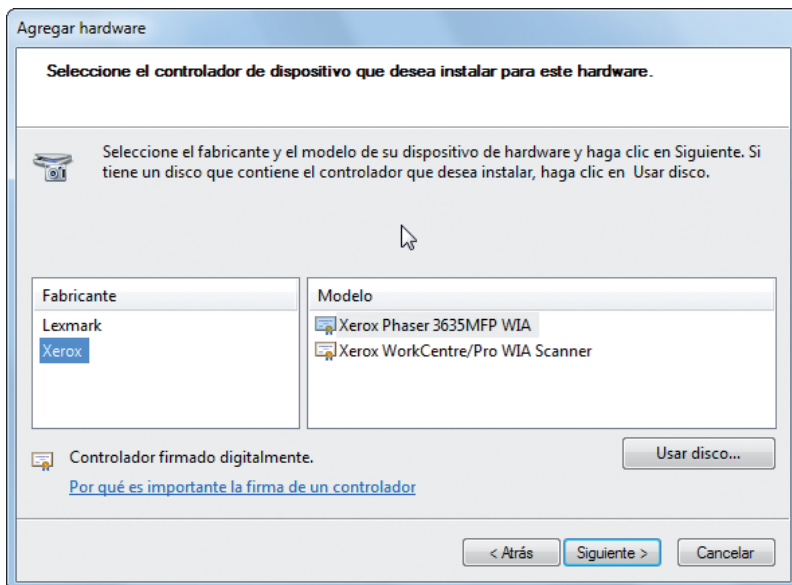 Agregar hardware
Seleccione el controlador de dispositivo que desea instalar para este hardware.
Seleccione el fabricante y el modelo de su dispositivo de hardware y haga clic en Siguiente. Si
tiene un disco que contiene el controlador que desea instalar, haga clic en Usar disco.
Fabricante
Lexmark
Xerox
Modelo
Xerox Phaser 3635MFP WIA
Xerox WorkCentre/Pro WIA Scanner
Controlador firmado digitalmente.
Usar disco...
Por qué es importante la firma de un controlador
< Atrás
Siguiente >
Cancelar